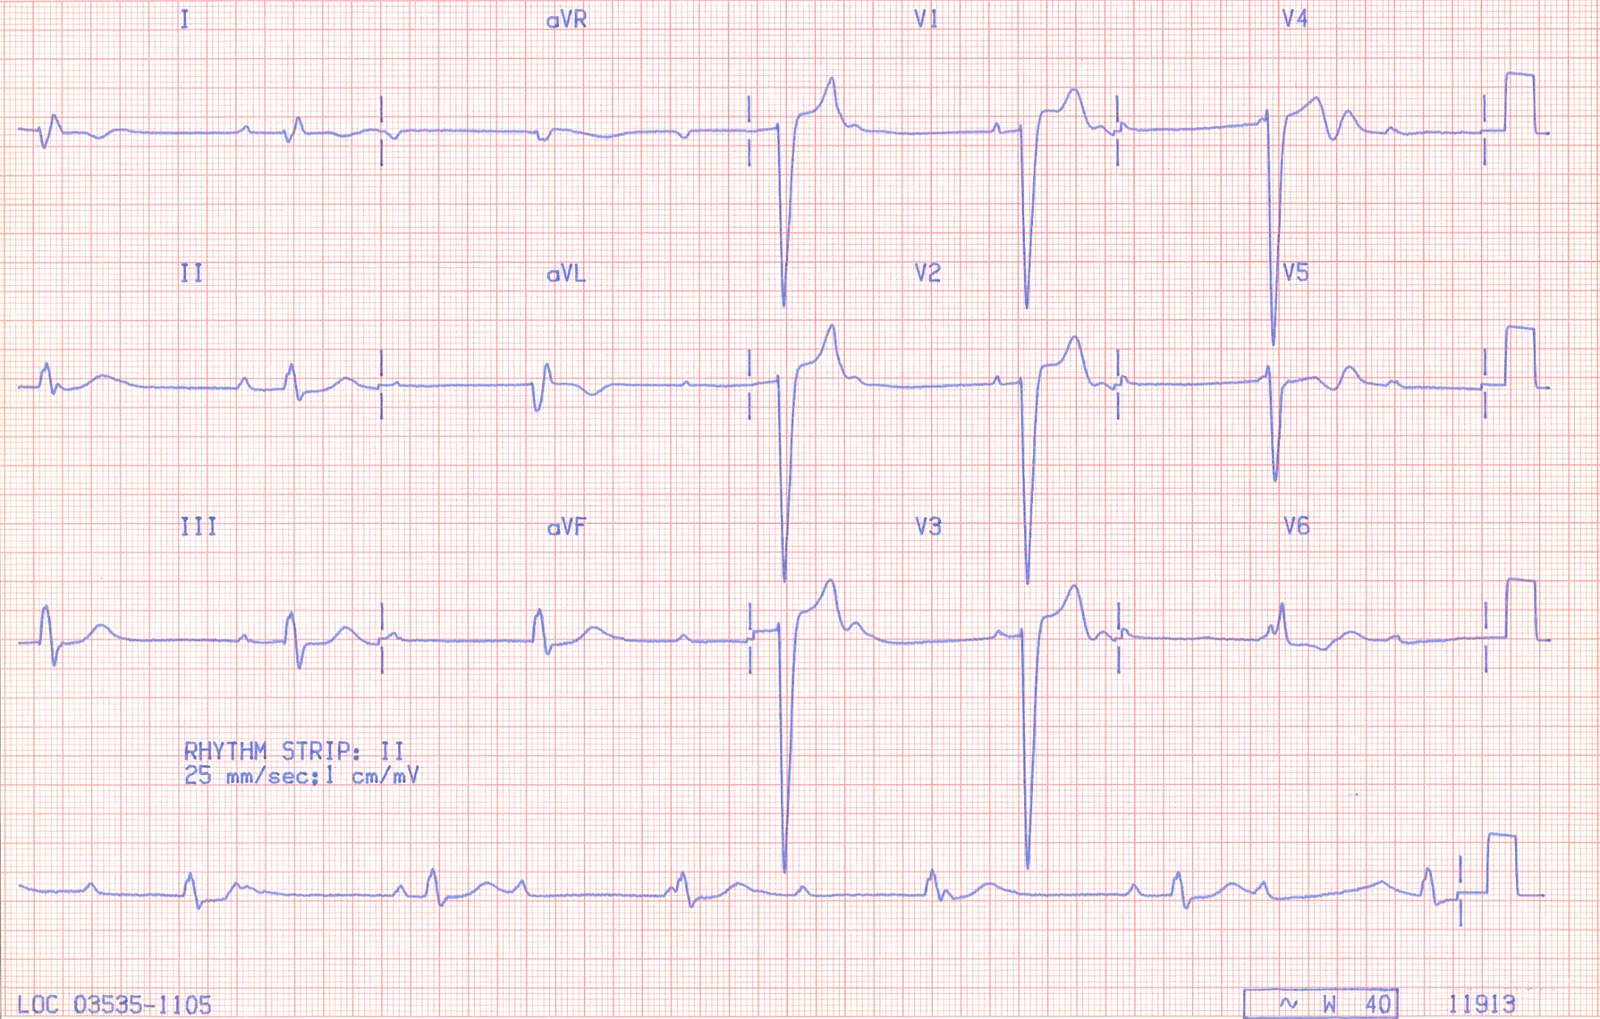 I aVR V1 V4
II aVL V2 V5
III aVF V3 V6
RHYTHM STRIP: II
25 mm/sec;1 cm/mV
LOC 03535-1105 ~ W 40 11913